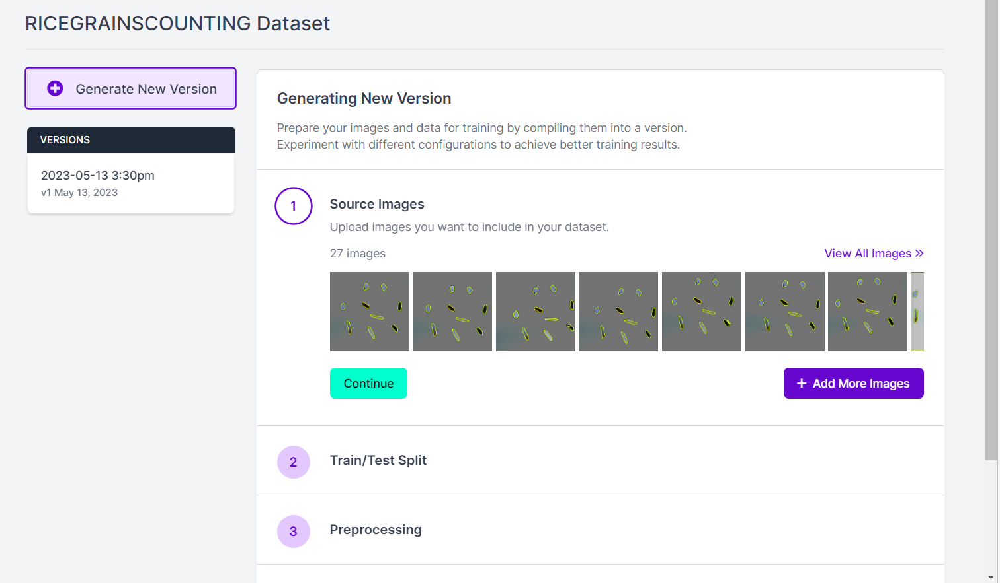 RICEGRAINSCOUNTING Dataset
Generate New Version
VERSIONS
2023-05-13 3:30pm
v1 May 13, 2023
Generating New Version
Prepare your images and data for training by compiling them into a version.
Experiment with different configurations to achieve better training results.
1
Source Images
Upload images you want to include in your dataset.
27 images
View All Images »
Continue
+ Add More Images
2
Train/Test Split
3
Preprocessing